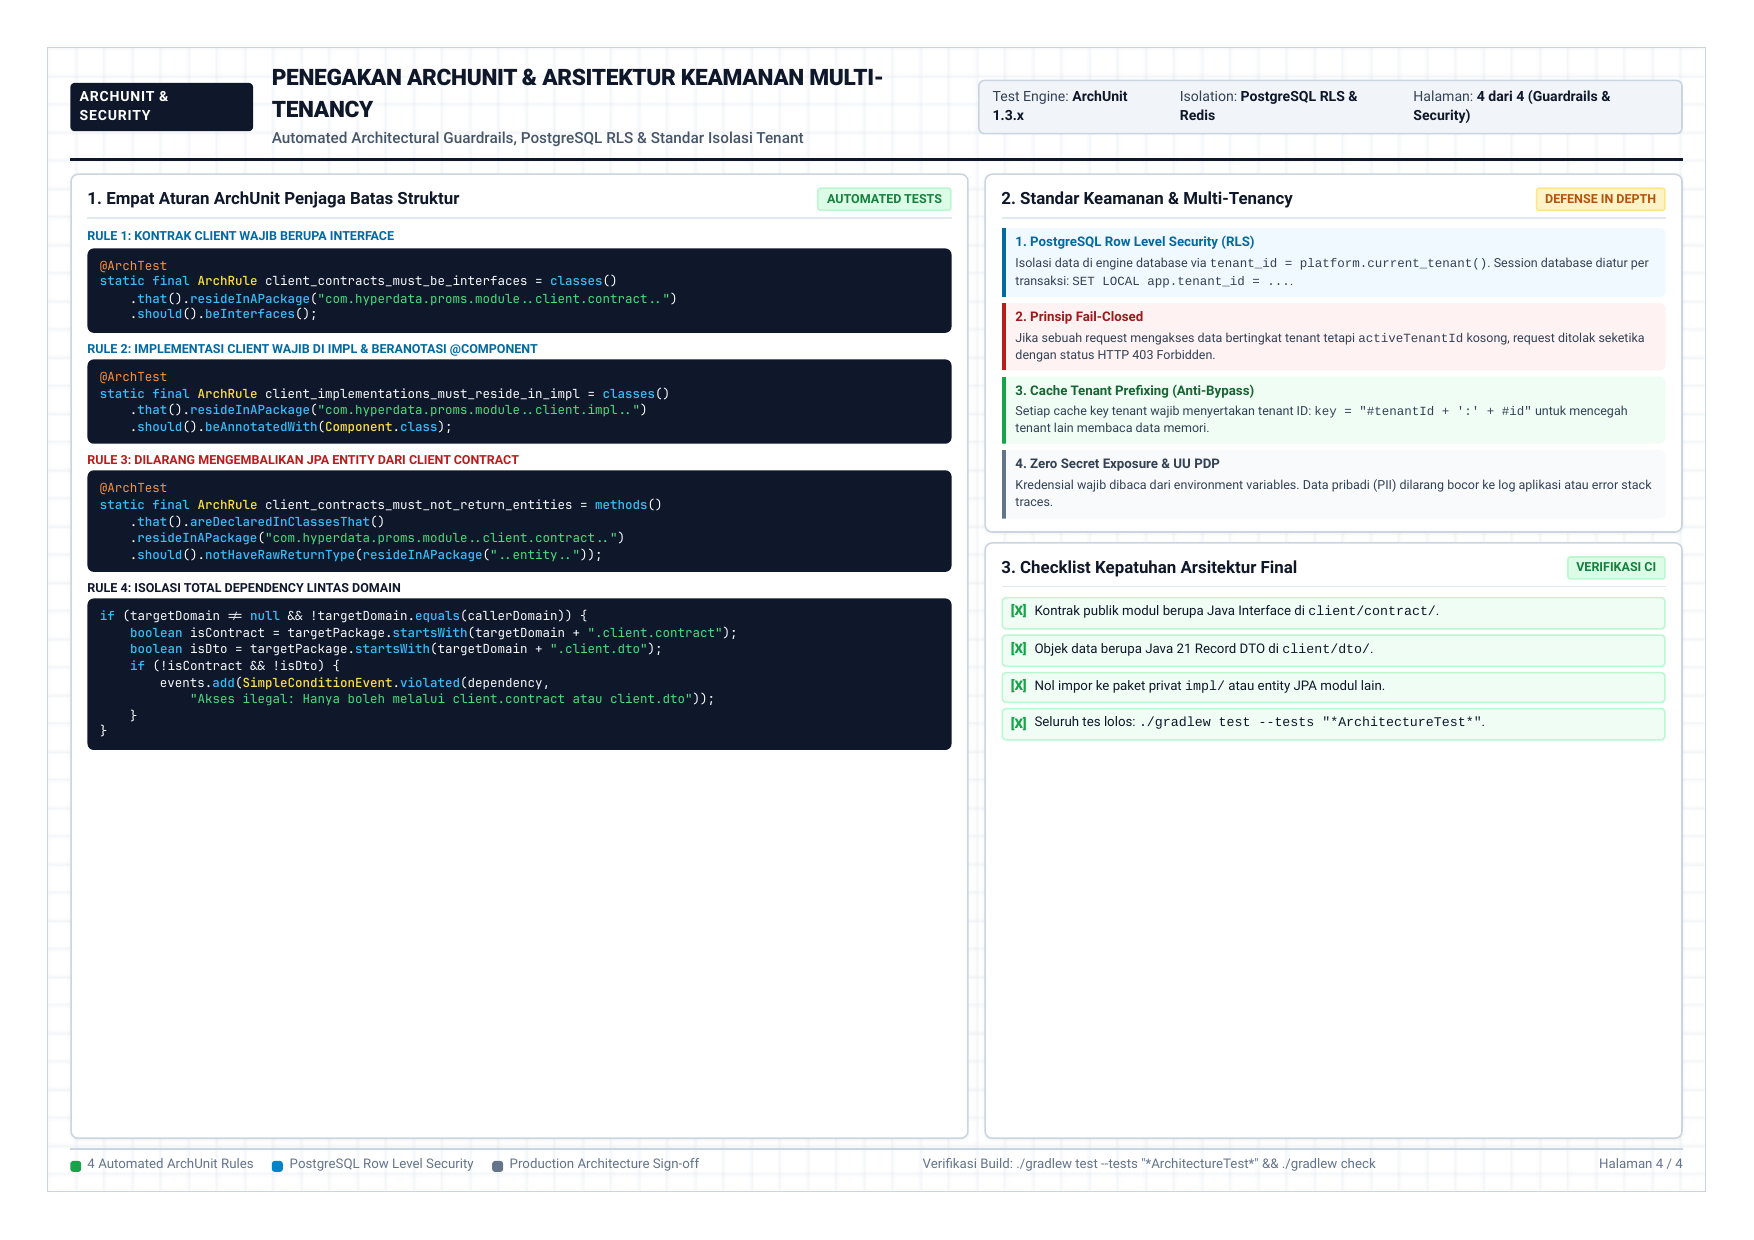 ARCHUNIT &
SECURITY
PENEGAKAN ARCHUNIT & ARSITEKTUR KEAMANAN MULTI-
TENANCY
Automated Architectural Guardrails, PostgreSQL RLS & Standar Isolasi Tenant
Test Engine: ArchUnit
1.3.x
Isolation: PostgreSQL RLS &
Redis
Halaman: 4 dari 4 (Guardrails &
Security)
1. Empat Aturan ArchUnit Penjaga Batas Struktur
AUTOMATED TESTS
RULE 1: KONTRAK CLIENT WAJIB BERUPA INTERFACE
@ArchTest
static final ArchRule client_contracts_must_be_interfaces = classes()
    .that().resideInAPackage("com.hyperdata.proms.module..client.contract..")
    .should().beInterfaces();
RULE 2: IMPLEMENTASI CLIENT WAJIB DI IMPL & BERANOTASI @COMPONENT
@ArchTest
static final ArchRule client_implementations_must_reside_in_impl = classes()
    .that().resideInAPackage("com.hyperdata.proms.module..client.impl..")
    .should().beAnnotatedWith(Component.class);
RULE 3: DILARANG MENGEMBALIKAN JPA ENTITY DARI CLIENT CONTRACT
@ArchTest
static final ArchRule client_contracts_must_not_return_entities = methods()
    .that().areDeclaredInClassesThat()
    .resideInAPackage("com.hyperdata.proms.module..client.contract..")
    .should().notHaveRawReturnType(resideInAPackage("..entity.."));
RULE 4: ISOLASI TOTAL DEPENDENCY LINTAS DOMAIN
if (targetDomain != null && !targetDomain.equals(callerDomain)) {
    boolean isContract = targetPackage.startsWith(targetDomain + ".client.contract");
    boolean isDto = targetPackage.startsWith(targetDomain + ".client.dto");
    if (!isContract && !isDto) {
        events.add(SimpleConditionEvent.violated(dependency,
            "Akses ilegal: Hanya boleh melalui client.contract atau client.dto"));
    }
}
2. Standar Keamanan & Multi-Tenancy
DEFENSE IN DEPTH
1. PostgreSQL Row Level Security (RLS)
Isolasi data di engine database via tenant_id = platform.current_tenant(). Session database diatur per
transaksi: SET LOCAL app.tenant_id = ....
2. Prinsip Fail-Closed
Jika sebuah request mengakses data bertingkat tenant tetapi activeTenantId kosong, request ditolak seketika
dengan status HTTP 403 Forbidden.
3. Cache Tenant Prefixing (Anti-Bypass)
Setiap cache key tenant wajib menyertakan tenant ID: key = "#tenantId + ':' + #id" untuk mencegah
tenant lain membaca data memori.
4. Zero Secret Exposure & UU PDP
Kredensial wajib dibaca dari environment variables. Data pribadi (PII) dilarang bocor ke log aplikasi atau error stack
traces.
3. Checklist Kepatuhan Arsitektur Final
VERIFIKASI CI
[X] Kontrak publik modul berupa Java Interface di client/contract/.
[X] Objek data berupa Java 21 Record DTO di client/dto/.
[X] Nol impor ke paket privat impl/ atau entity JPA modul lain.
[X] Seluruh tes lolos: ./gradlew test --tests "*ArchitectureTest*".
4 Automated ArchUnit Rules
PostgreSQL Row Level Security
Production Architecture Sign-off
Verifikasi Build: ./gradlew test --tests "*ArchitectureTest*" && ./gradlew check
Halaman 4 / 4